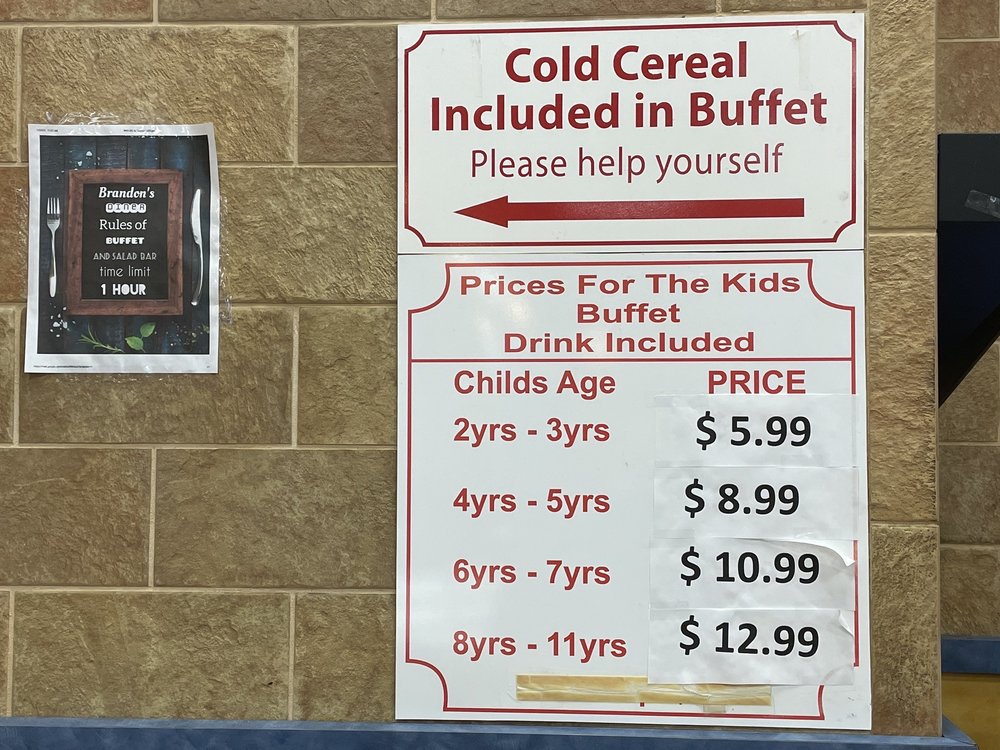 Brandon's
DINER
Rules of
BUFFET
AND SALAD BAR
time limit
1 HOUR
Cold Cereal
Included in Buffet
Please help yourself
Prices For The Kids
Buffet
Drink Included
Childs Age PRICE
2yrs - 3yrs $ 5.99
4yrs - 5yrs $ 8.99
6yrs - 7yrs $ 10.99
8yrs - 11yrs $ 12.99